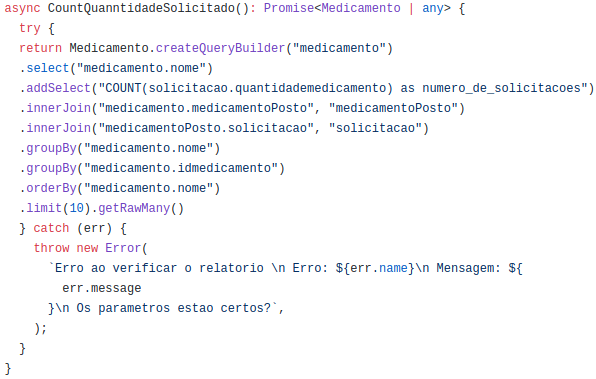 async CountQuanntidadeSolicitado(): Promise<Medicamento | any> {
  try {
  return Medicamento.createQueryBuilder("medicamento")
  .select("medicamento.nome")
  .addSelect("COUNT(solicitacao.quantidademedicamento) as numero_de_solicitacoes")
  .innerJoin("medicamento.medicamentoPosto", "medicamentoPosto")
  .innerJoin("medicamentoPosto.solicitacao", "solicitacao")
  .groupBy("medicamento.nome")
  .groupBy("medicamento.idmedicamento")
  .orderBy("medicamento.nome")
  .limit(10).getRawMany()
  } catch (err) {
    throw new Error(
      `Erro ao verificar o relatorio \n Erro: ${err.name}\n Mensagem: ${
        err.message
      }\n Os parametros estao certos?`,
    );
  }
}